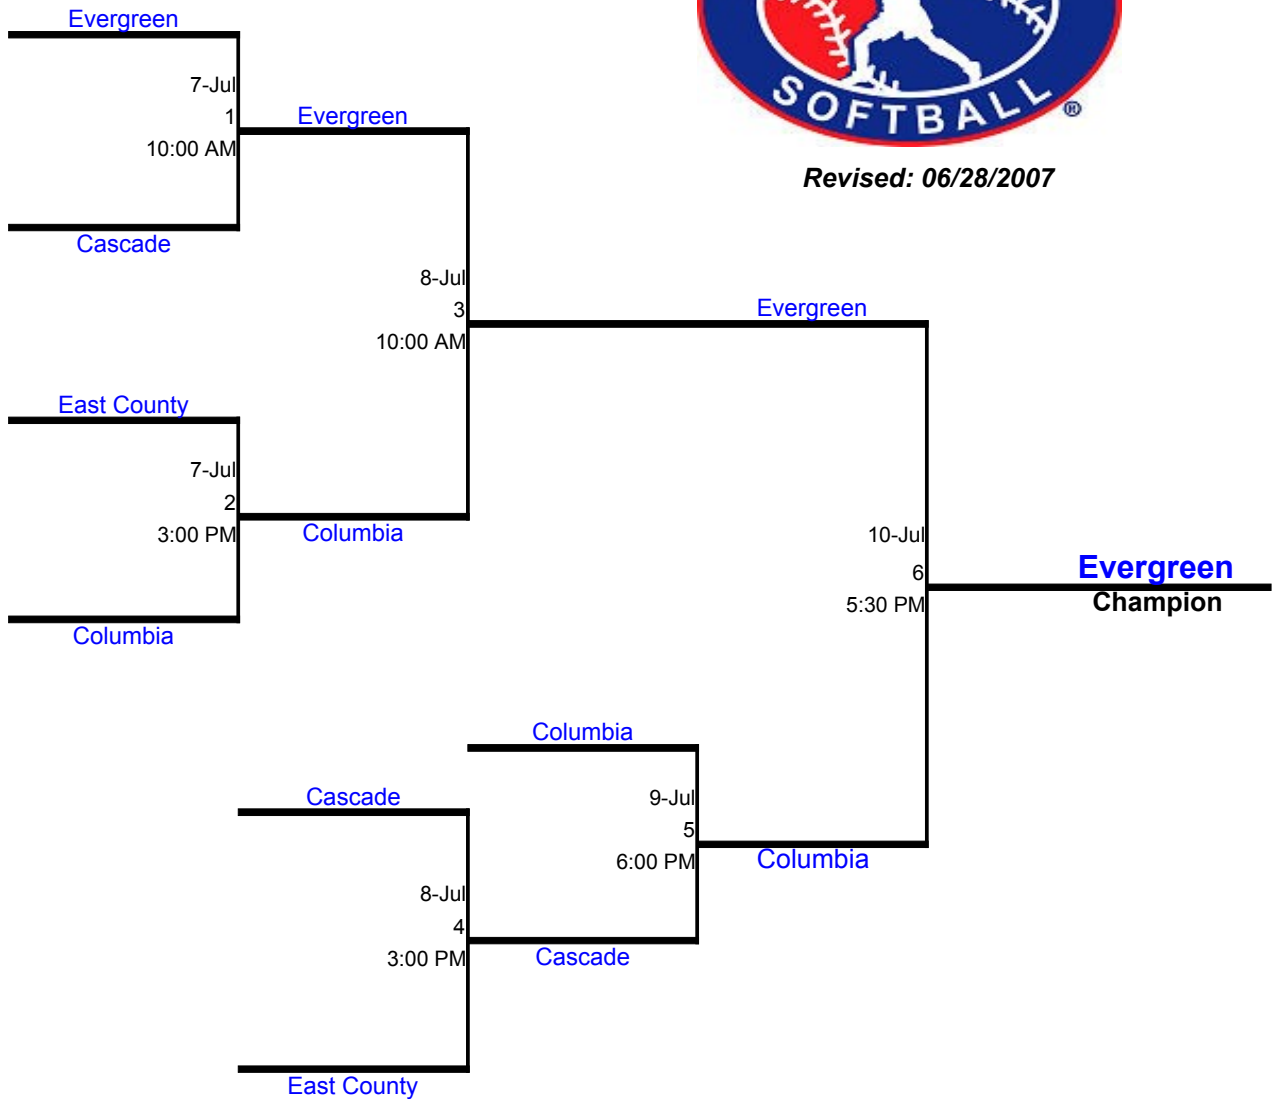 Evergreen
7-Jul
1
10:00 AM
Evergreen
Cascade
SOFTBALL ®
Revised: 06/28/2007
8-Jul
3
10:00 AM
Evergreen
East County
7-Jul
2
3:00 PM
Columbia
Columbia
10-Jul
6
5:30 PM
Evergreen
Champion
Columbia
Cascade
9-Jul
5
6:00 PM
Columbia
8-Jul
4
3:00 PM
Cascade
East County